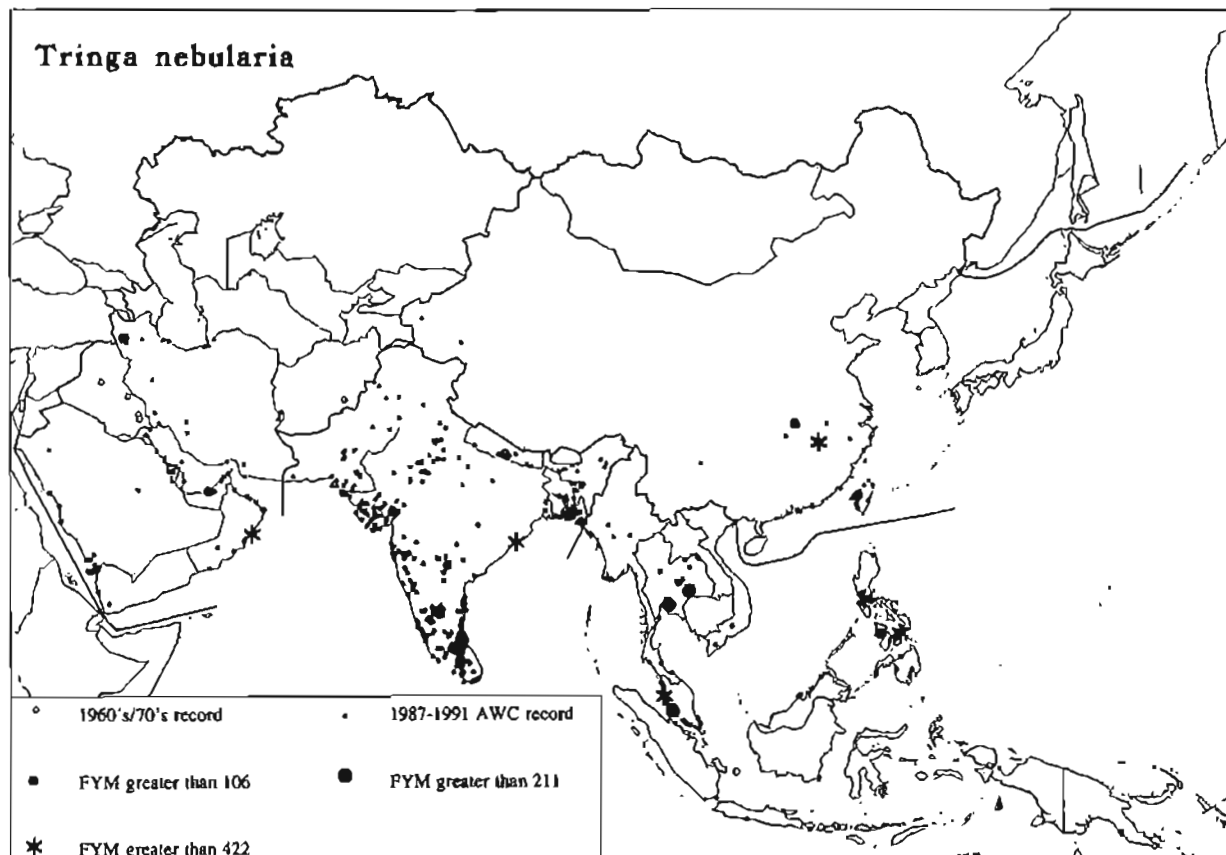 Tringa nebularia
1960's/70's record
1987-1991 AWC record
FYM greater than 106
FYM greater than 211
FYM greater than 422